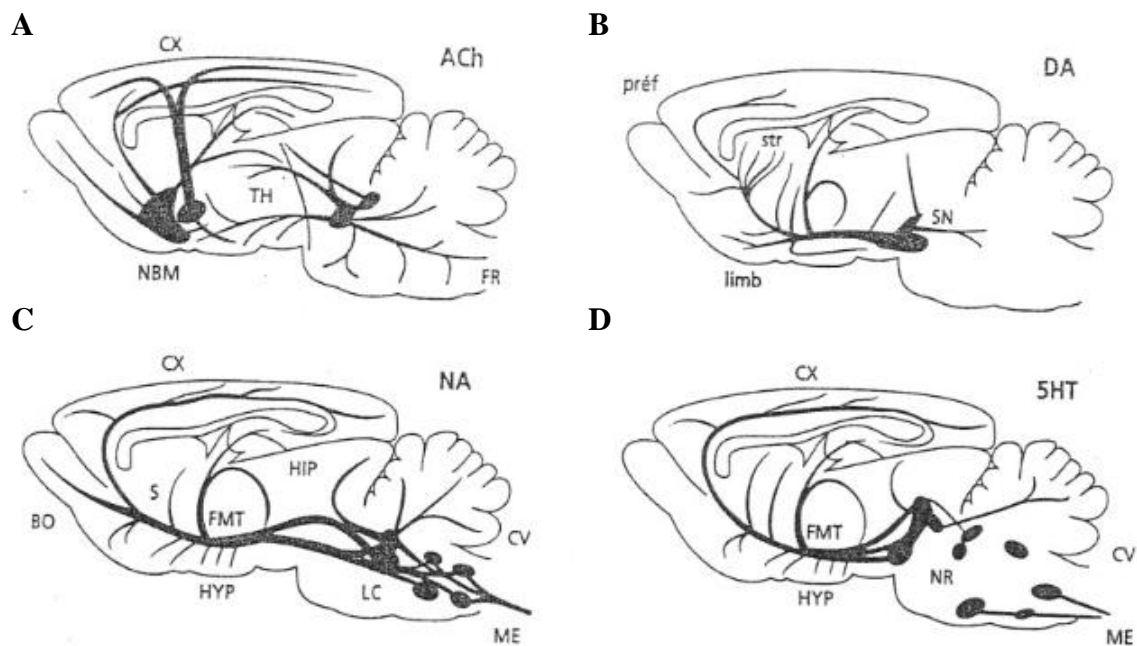 A
CX
ACh
TH
NBM
FR
B
DA
préf
str
SN
limb
C
CX
NA
HIP
S
FMT
BO
CV
HYP
LC
ME
D
CX
5HT
FMT
CV
NR
HYP
ME